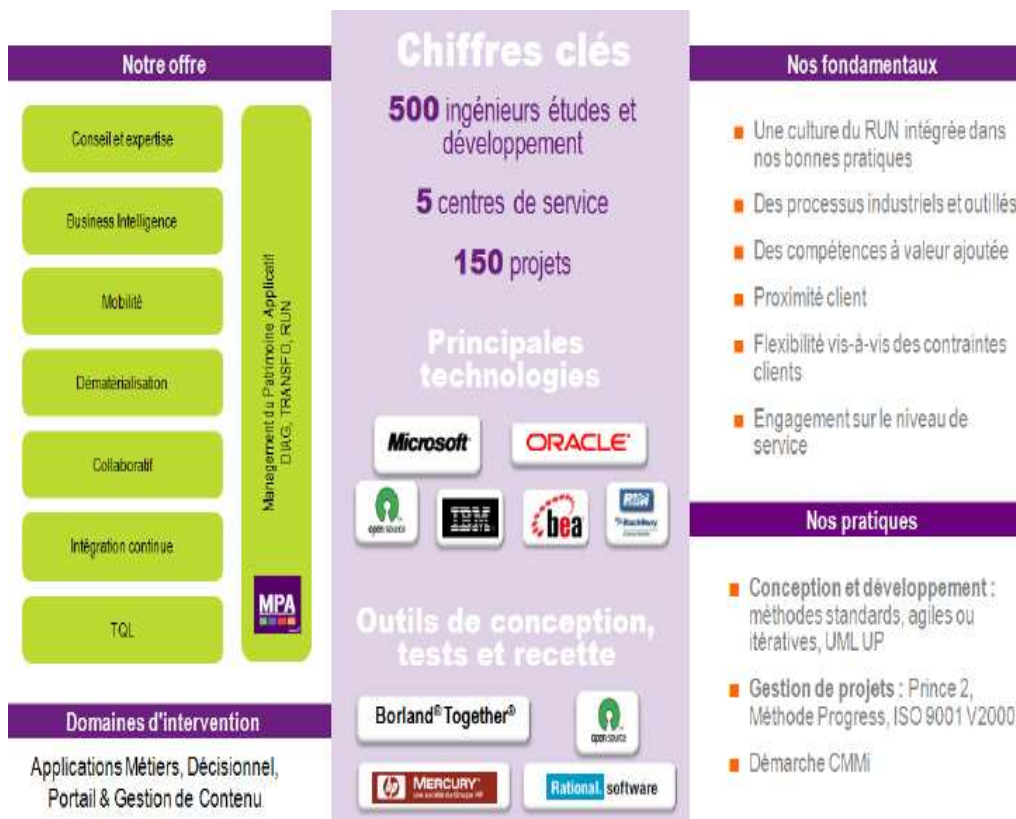 Notre offre
Conseil et expertise
Business Intelligence
Mobilité
Dématérialisation
Collaboratif
Intégration continue
TQL
Management du Patrimoine Applicatif
DIAG, TRANSFO, RUN
MPA
Domaines d'intervention
Applications Métiers, Décisionnel,
Portail & Gestion de Contenu
Chiffres clés
500 ingénieurs études et
développement
5 centres de service
150 projets
Principales
technologies
Microsoft
ORACLE
open source
IBM
bea
RIM
BlackBerry
Outils de conception,
tests et recette
Borland® Together®
open source
hp MERCURY
une société du Groupe HP
Rational. software
Nos fondamentaux
Une culture du RUN intégrée dans
nos bonnes pratiques
Des processus industriels et outillés
Des compétences à valeur ajoutée
Proximité client
Flexibilité vis-à-vis des contraintes
clients
Engagement sur le niveau de
service
Nos pratiques
Conception et développement :
méthodes standards, agiles ou
itératives, UML UP
Gestion de projets : Prince 2,
Méthode Progress, ISO 9001 V2000
Démarche CMMi